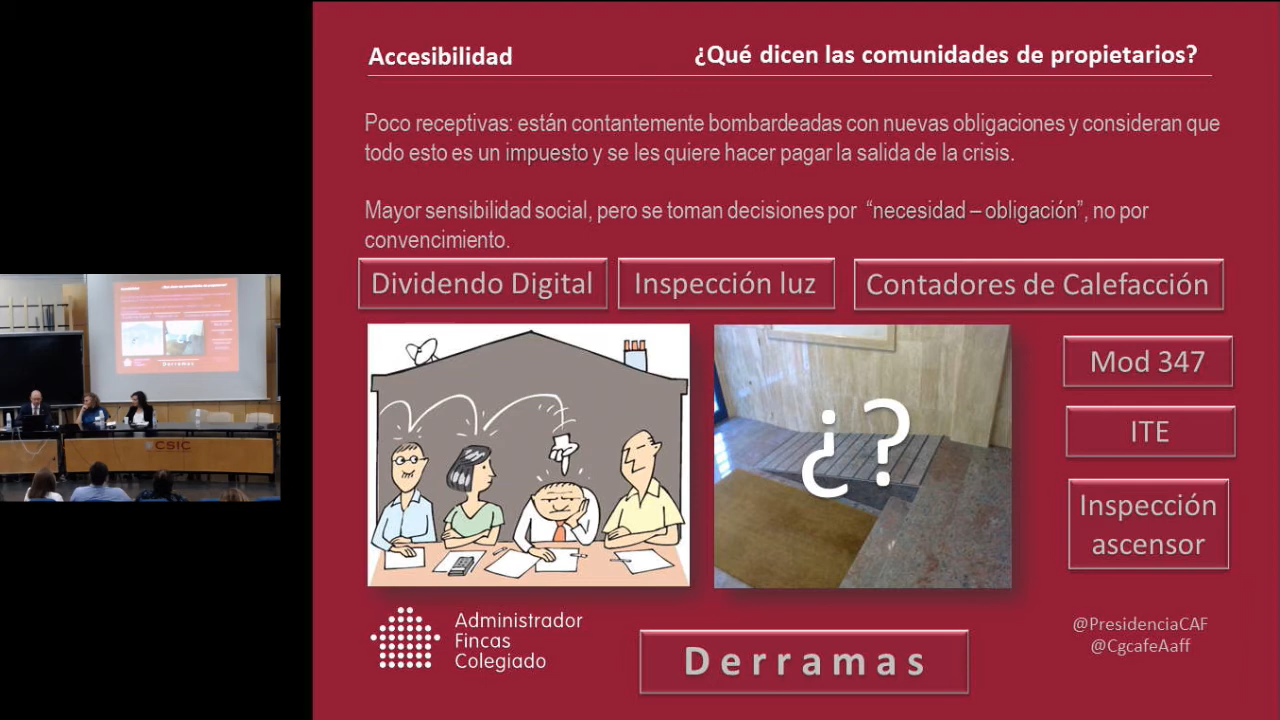 Accesibilidad
¿Qué dicen las comunidades de propietarios?
Poco receptivas: están contantemente bombardeadas con nuevas obligaciones y consideran que
todo esto es un impuesto y se les quiere hacer pagar la salida de la crisis.
Mayor sensibilidad social, pero se toman decisiones por “necesidad – obligación”, no por
convencimiento.
Dividendo Digital
Inspección luz
Contadores de Calefacción
¿?
Mod 347
ITE
Inspección
ascensor
Administrador
Fincas
Colegiado
Derramas
@PresidenciaCAF
@CgcafeAaff
CSIC